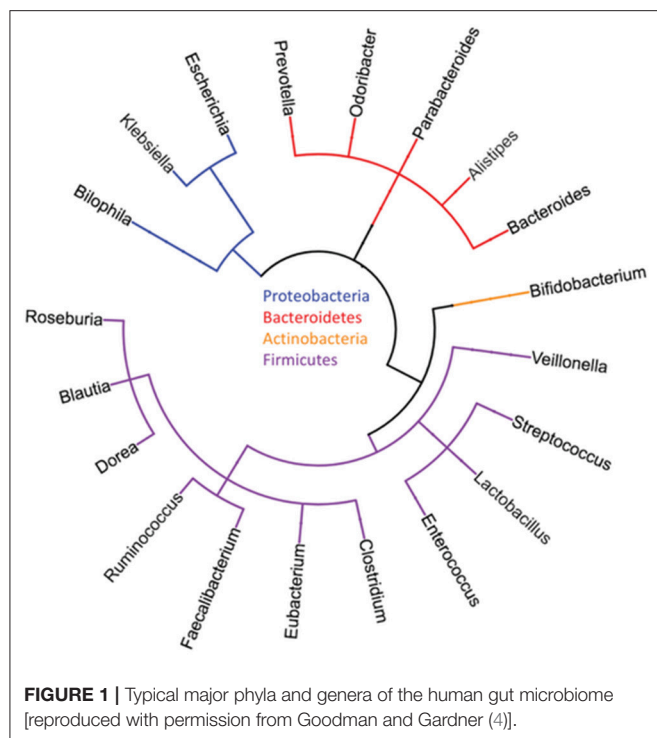 Escherichia
Klebsiella
Bilophila
Prevotella
Odoribacter
Parabacteroides
Alistipes
Bacteroides
Bifidobacterium
Proteobacteria
Bacteroidetes
Actinobacteria
Firmicutes
Veillonella
Streptococcus
Lactobacillus
Enterococcus
Clostridium
Eubacterium
Faecalibacterium
Ruminococcus
Dorea
Blautia
Roseburia
FIGURE 1 | Typical major phyla and genera of the human gut microbiome
[reproduced with permission from Goodman and Gardner (4)].